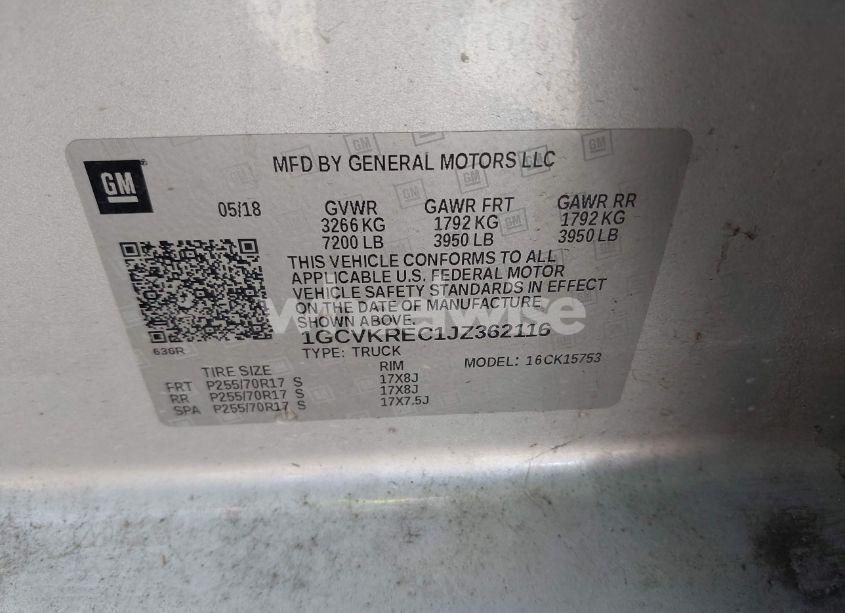 GM
MFD BY GENERAL MOTORS LLC
05/18 GVWR GAWR FRT GAWR RR
3266 KG 1792 KG 1792 KG
7200 LB 3950 LB 3950 LB
THIS VEHICLE CONFORMS TO ALL
APPLICABLE U.S. FEDERAL MOTOR
VEHICLE SAFETY STANDARDS IN EFFECT
ON THE DATE OF MANUFACTURE
SHOWN ABOVE.
1GCVKREC1JZ362116
636R TYPE: TRUCK MODEL: 16CK15753
TIRE SIZE RIM
FRT P255/70R17 S 17X8J
RR P255/70R17 S 17X8J
SPA P255/70R17 S 17X7.5J